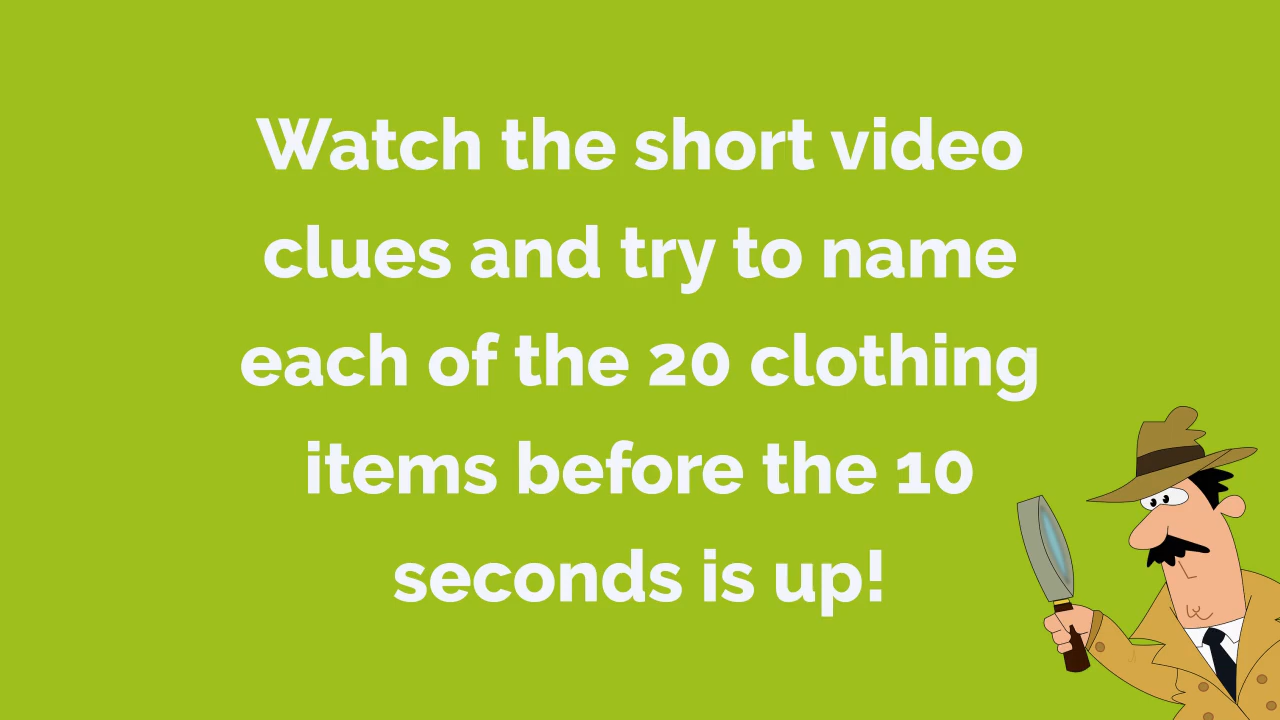 Watch the short video
clues and try to name
each of the 20 clothing
items before the 10
seconds is up!